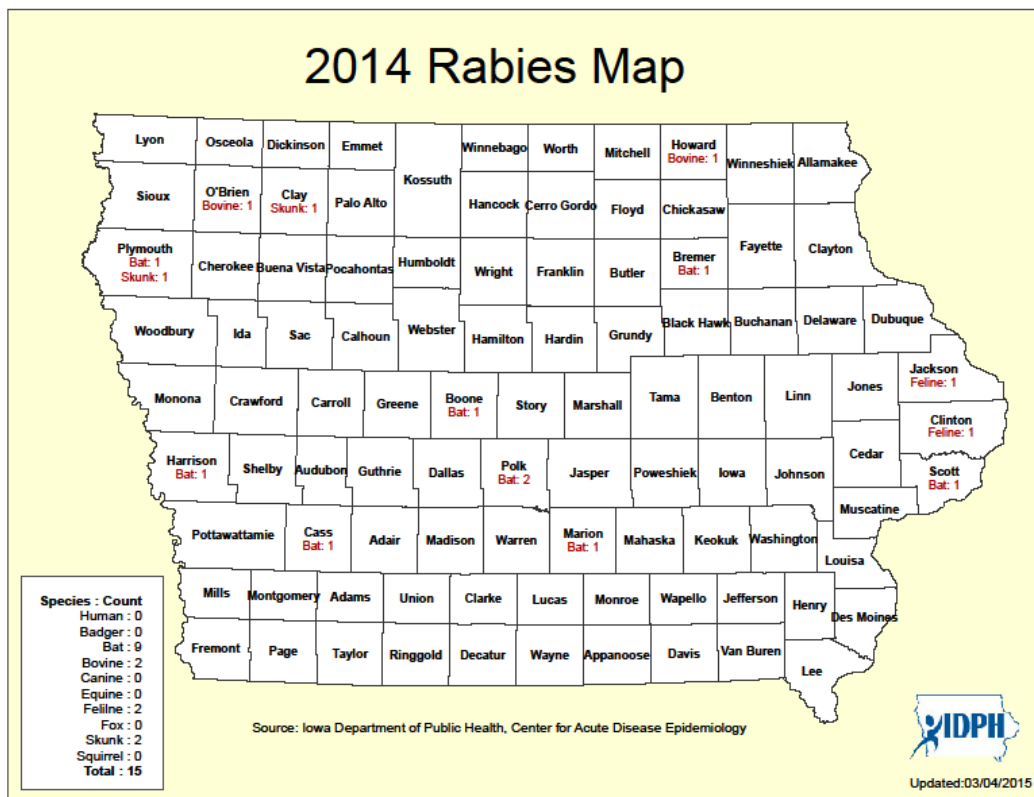 2014 Rabies Map
Lyon
Osceola
Dickinson
Emmet
Kossuth
Winnebago
Worth
Mitchell
Howard
Bovine: 1
Winneshiek
Allamakee
Sioux
O'Brien
Bovine: 1
Clay
Skunk: 1
Palo Alto
Hancock
Cerro Gordo
Floyd
Chickasaw
Fayette
Clayton
Plymouth
Bat: 1
Skunk: 1
Cherokee
Buena Vista
Pocahontas
Humboldt
Wright
Franklin
Butler
Bremer
Bat: 1
Woodbury
Ida
Sac
Calhoun
Webster
Hamilton
Hardin
Grundy
Black Hawk
Buchanan
Delaware
Dubuque
Monona
Crawford
Carroll
Greene
Boone
Bat: 1
Story
Marshall
Tama
Benton
Linn
Jones
Jackson
Feline: 1
Clinton
Feline: 1
Harrison
Bat: 1
Shelby
Audubon
Guthrie
Dallas
Polk
Bat: 2
Jasper
Poweshiek
Iowa
Johnson
Cedar
Scott
Bat: 1
Muscatine
Pottawattamie
Cass
Bat: 1
Adair
Madison
Warren
Marion
Bat: 1
Mahaska
Keokuk
Washington
Louisa
Mills
Montgomery
Adams
Union
Clarke
Lucas
Monroe
Wapello
Jefferson
Henry
Des Moines
Fremont
Page
Taylor
Ringgold
Decatur
Wayne
Appanoose
Davis
Van Buren
Lee
Species : Count
Human : 0
Badger : 0
Bat : 9
Bovine : 2
Canine : 0
Equine : 0
Felilne : 2
Fox : 0
Skunk : 2
Squirrel : 0
Total : 15
Source: Iowa Department of Public Health, Center for Acute Disease Epidemiology
IDPH
Updated:03/04/2015